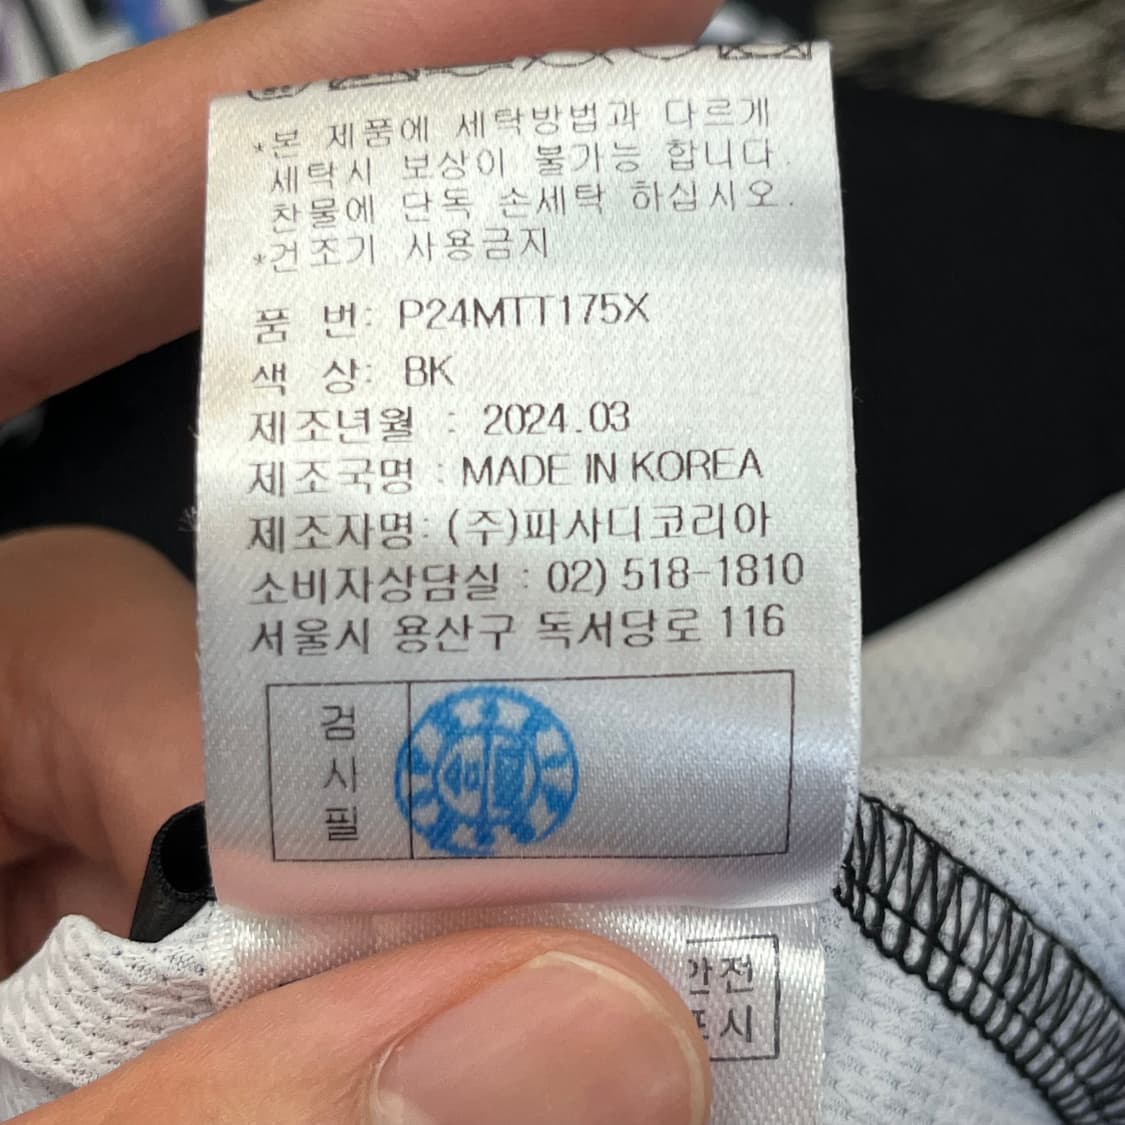 *본 제품에 세탁방법과 다르게
세탁시 보상이 불가능 합니다.
찬물에 단독 손세탁 하십시오.
*건조기 사용금지
품 번: P24MTT175X
색 상: BK
제조년월 : 2024.03
제조국명 : MADE IN KOREA
제조자명: (주)파사디코리아
소비자상담실 : 02) 518-1810
서울시 용산구 독서당로 116
검
사
필
안전
표시